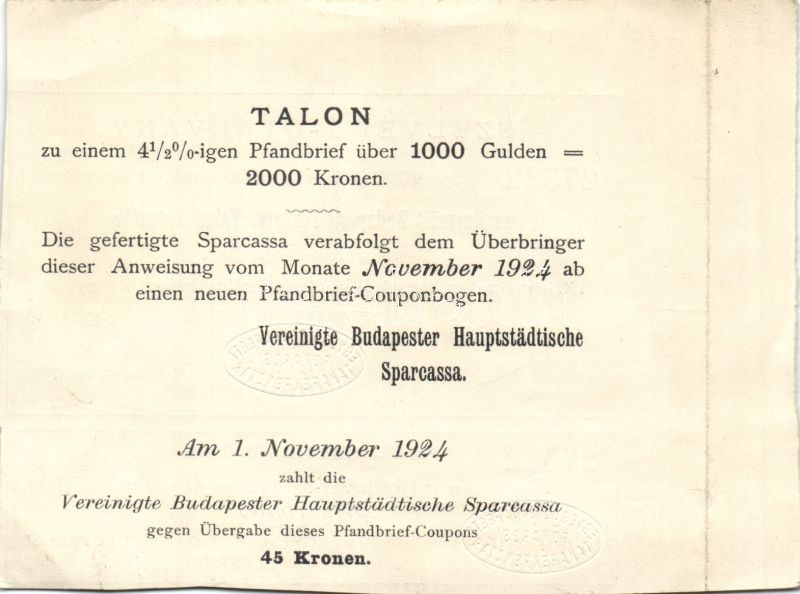 TALON
zu einem 4 1/2 %-igen Pfandbrief über 1000 Gulden =
2000 Kronen.
Die gefertigte Sparcassa verabfolgt dem Überbringer
dieser Anweisung vom Monate November 1924 ab
einen neuen Pfandbrief-Couponbogen.
Vereinigte Budapester Hauptstädtische
Sparcassa.
Am 1. November 1924
zahlt die
Vereinigte Budapester Hauptstädtische Sparcassa
gegen Übergabe dieses Pfandbrief-Coupons
45 Kronen.